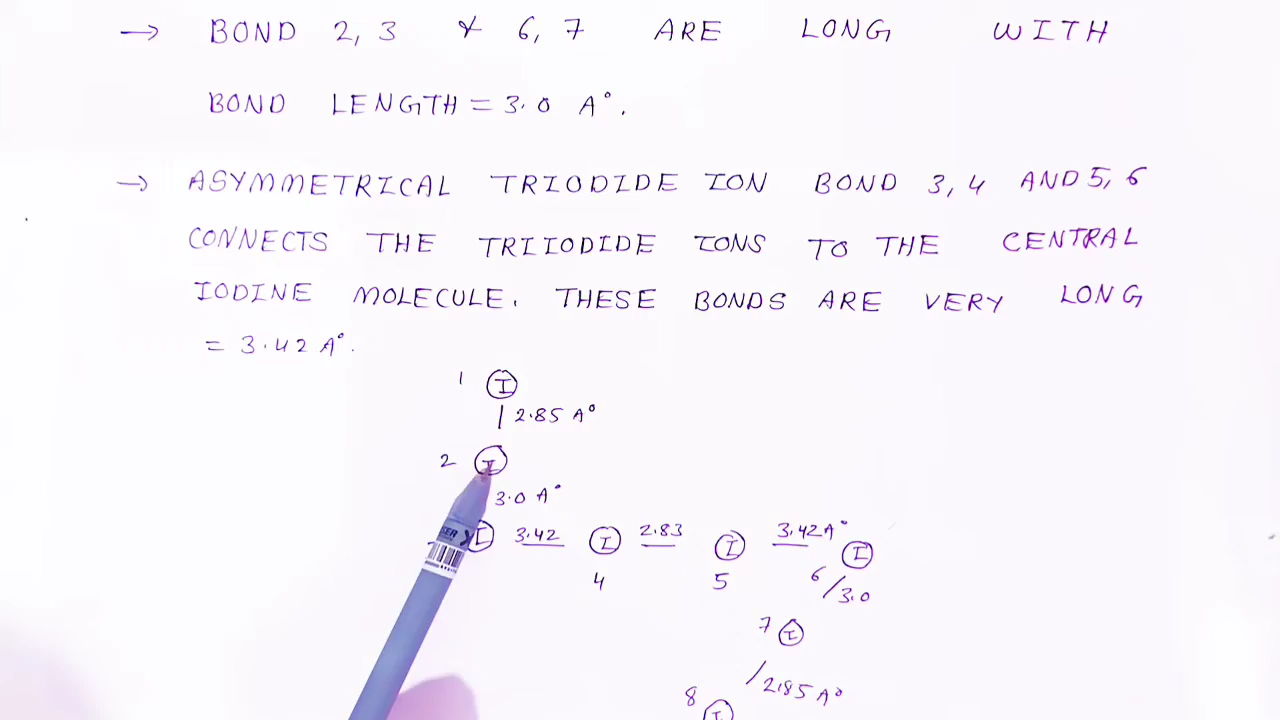 → BOND 2, 3 & 6, 7 ARE LONG WITH
BOND LENGTH = 3.0 A°.
→ ASYMMETRICAL TRIODIDE ION BOND 3, 4 AND 5, 6
CONNECTS THE TRIIODIDE IONS TO THE CENTRAL
IODINE MOLECULE. THESE BONDS ARE VERY LONG
= 3.42 A°.
1 I
2.85 A°
2 I
3.0 A°
I 3.42 I 2.83 I 3.42A° I
4 5 6 3.0
7 I
2.85 A°
8 I